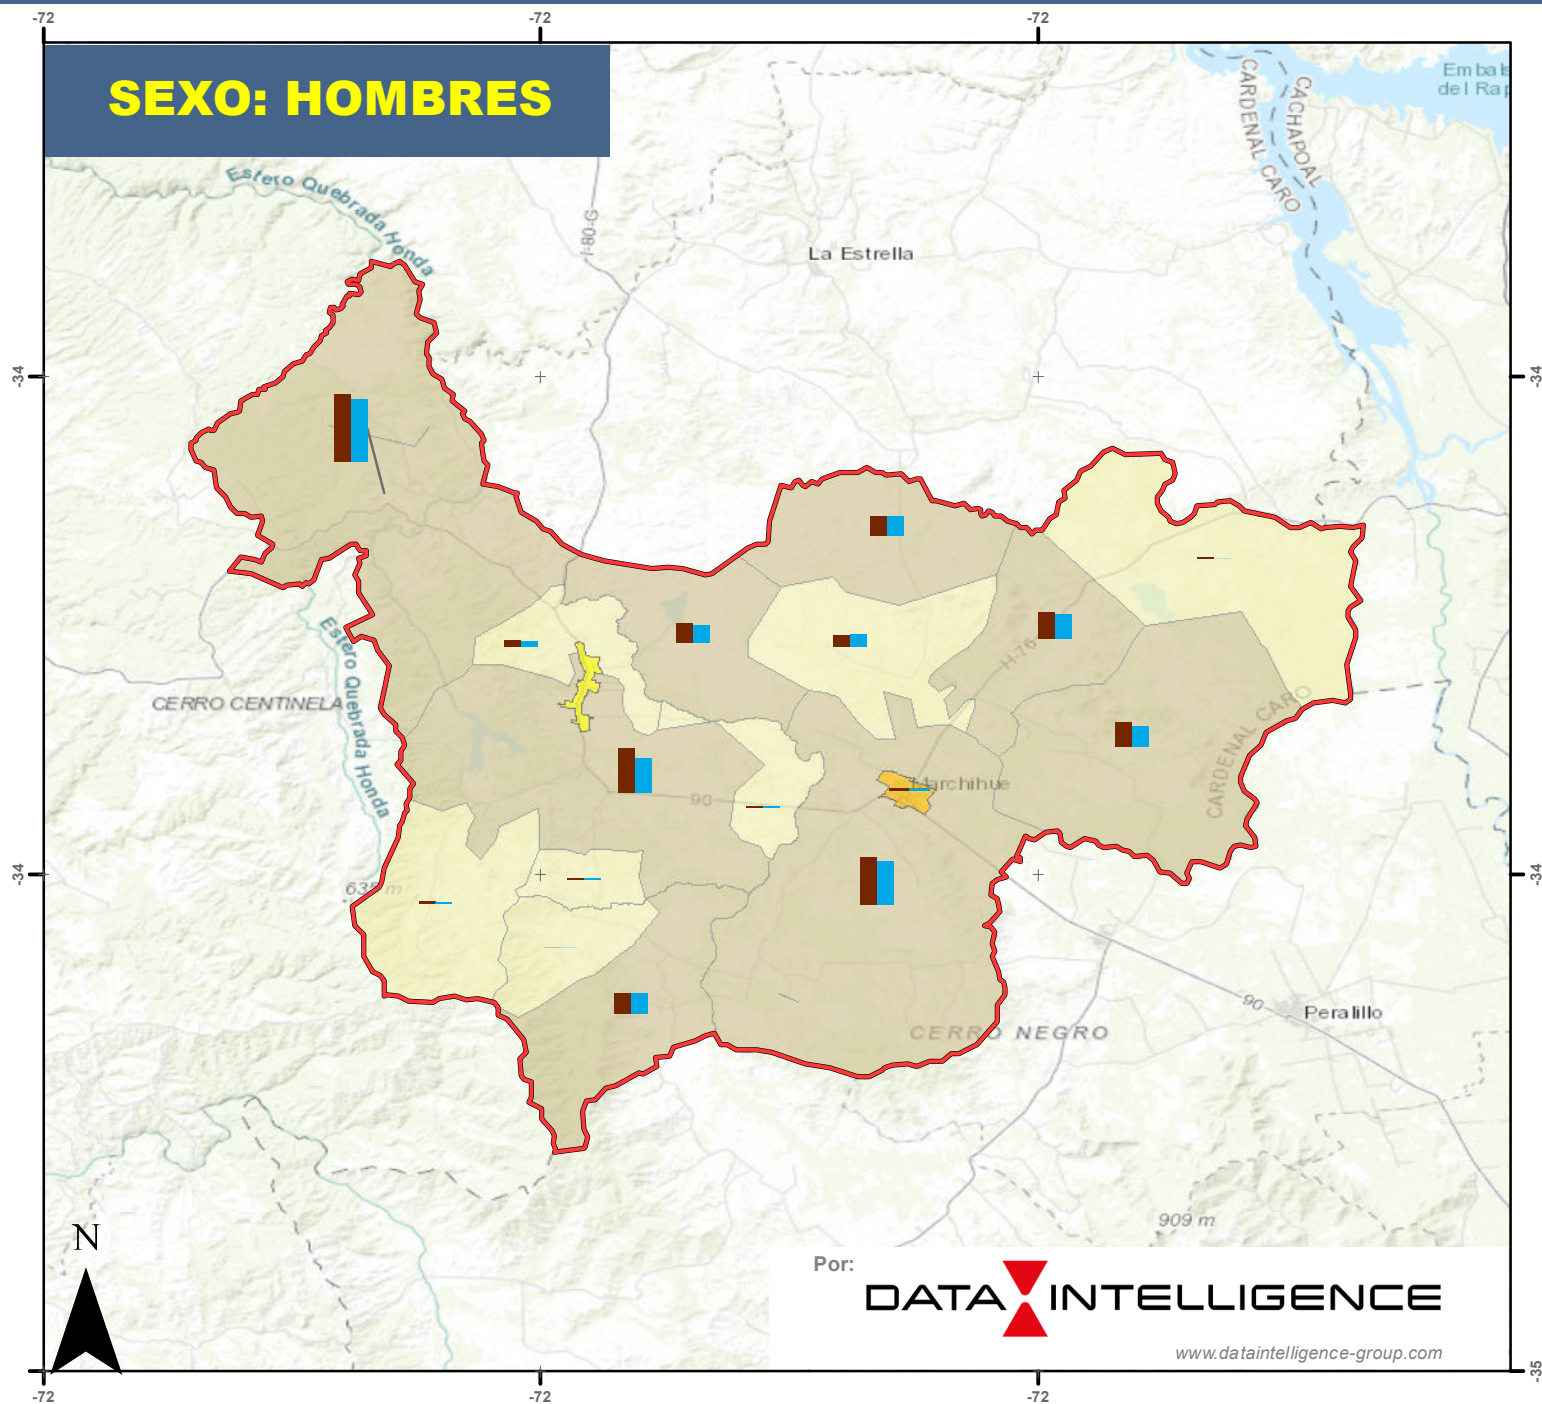 -72
-72
-72
SEXO: HOMBRES
Embals
del Rap
CARDENAL CARO
CACHAPOAL
Estero Quebrada Honda
I-80-G
La Estrella
-34
-34
H-76
Estero Quebrada Honda
CERRO CENTINELA
CARDENAL CARO
Marchihue
90
-34
-34
635 m
90
Peralillo
CERRO NEGRO
909 m
N
Por:
DATA INTELLIGENCE
www.dataintelligence-group.com
-35
-72
-72
-72